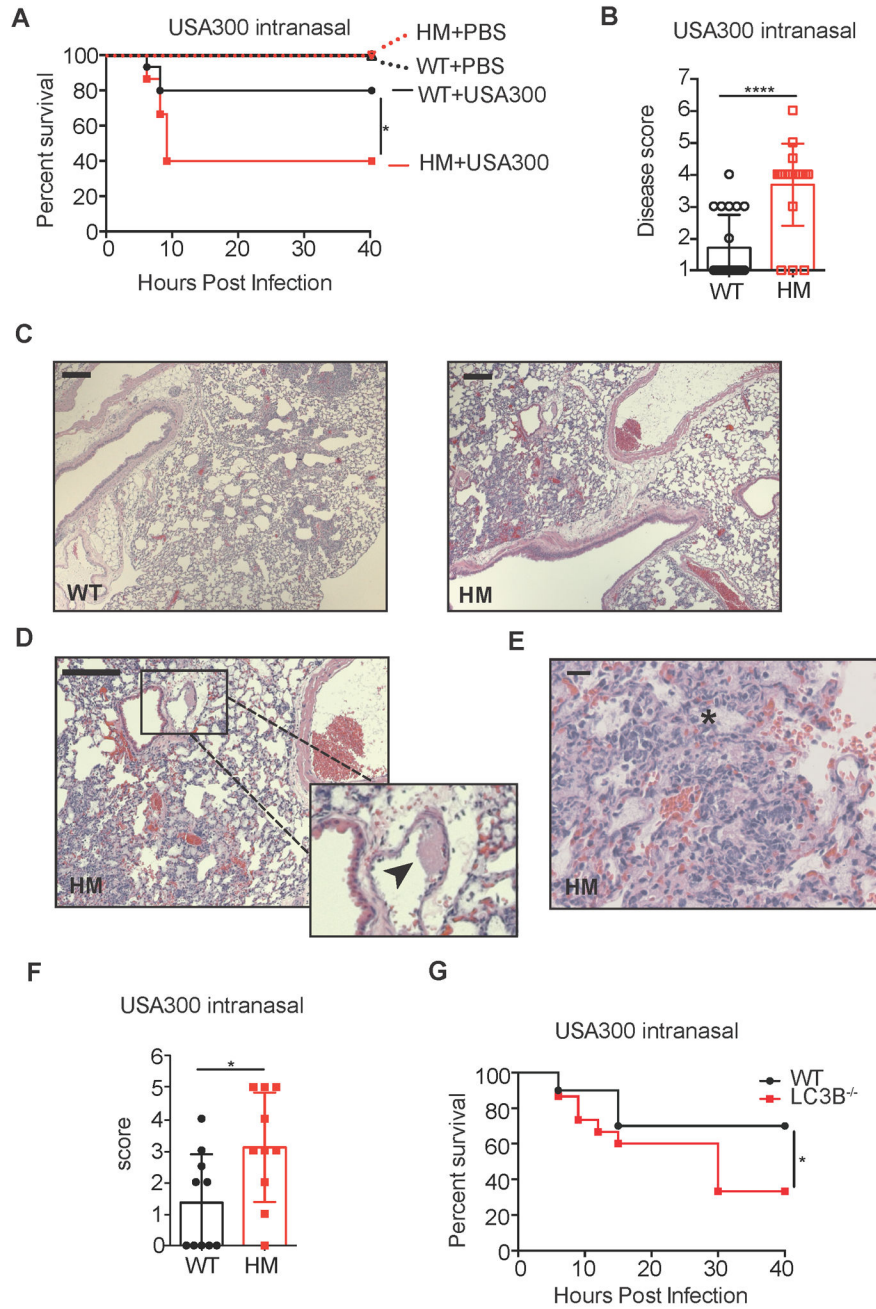 A
USA300 intranasal
HM+PBS
WT+PBS
WT+USA300
*
HM+USA300
Percent survival
100
80
60
40
20
0
0 10 20 30 40
Hours Post Infection
B
USA300 intranasal
****
Disease score
7
6
5
4
3
2
1
WT HM
C
WT
HM
D
HM
E
*
HM
F
USA300 intranasal
*
score
6
5
4
3
2
1
0
WT HM
G
USA300 intranasal
WT
LC3B-/-
*
Percent survival
100
80
60
40
20
0
0 10 20 30 40
Hours Post Infection